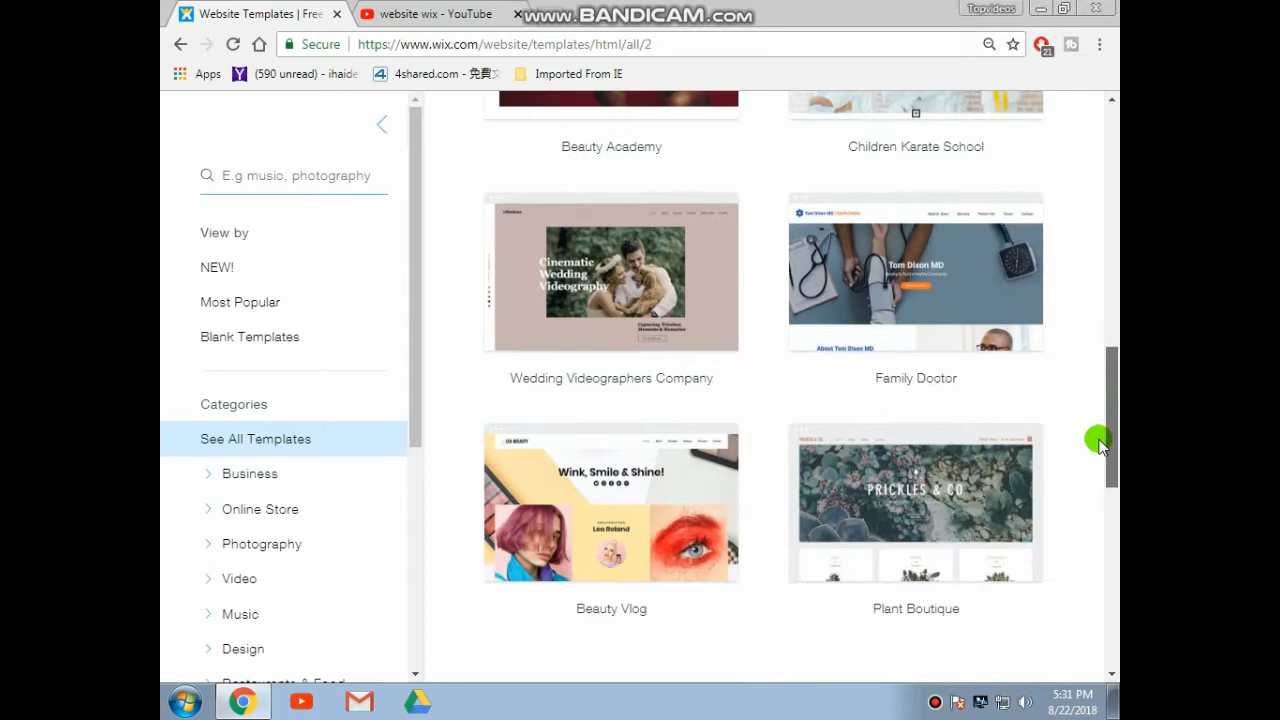 Website Templates | Free
website wix - YouTube
www.BANDICAM.com
Topvideos
Secure
https://www.wix.com/website/templates/html/all/2
21
Apps
(590 unread) - ihaide
4shared.com - 免費
Imported From IE
E.g music, photography
View by
NEW!
Most Popular
Blank Templates
Categories
See All Templates
Business
Online Store
Photography
Video
Music
Design
Beauty Academy
Children Karate School
Cinematic
Wedding
Videography
Tom Dixon MD
About Tom Dixon MD
Wedding Videographers Company
Family Doctor
Wink, Smile & Shine!
Lea Roland
PRICKLES & CO
Beauty Vlog
Plant Boutique
5:31 PM
8/22/2018